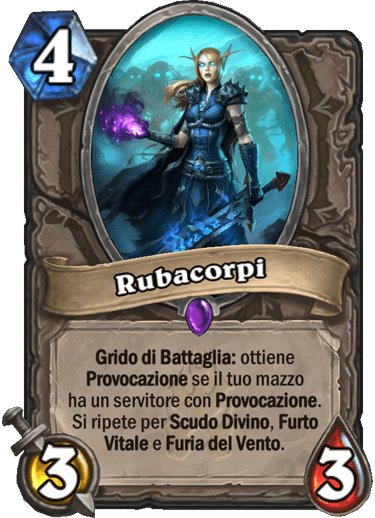 4
Rubacorpi
Grido di Battaglia: ottiene
Provocazione se il tuo mazzo
ha un servitore con Provocazione.
Si ripete per Scudo Divino, Furto
Vitale e Furia del Vento.
3
3